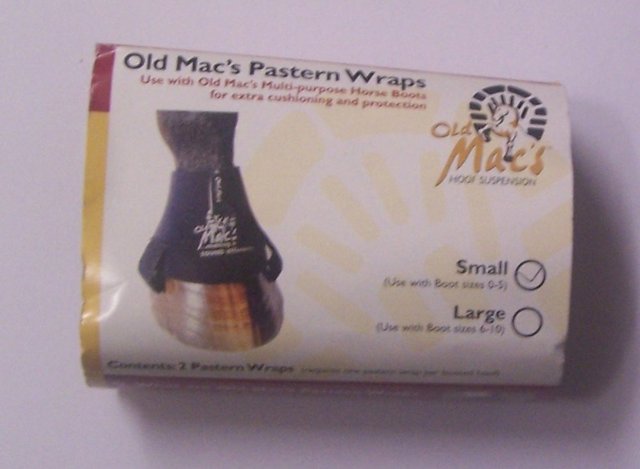 Old Mac's Pastern Wraps
Use with Old Mac's Multi-purpose Horse Boots
for extra cushioning and protection
Old
Mac's
HOOF SUSPENSION
Old
Mac's
Small
(Use with Boot sizes 0-5)
Large
(Use with Boot sizes 6-10)
Contents: 2 Pastern Wraps